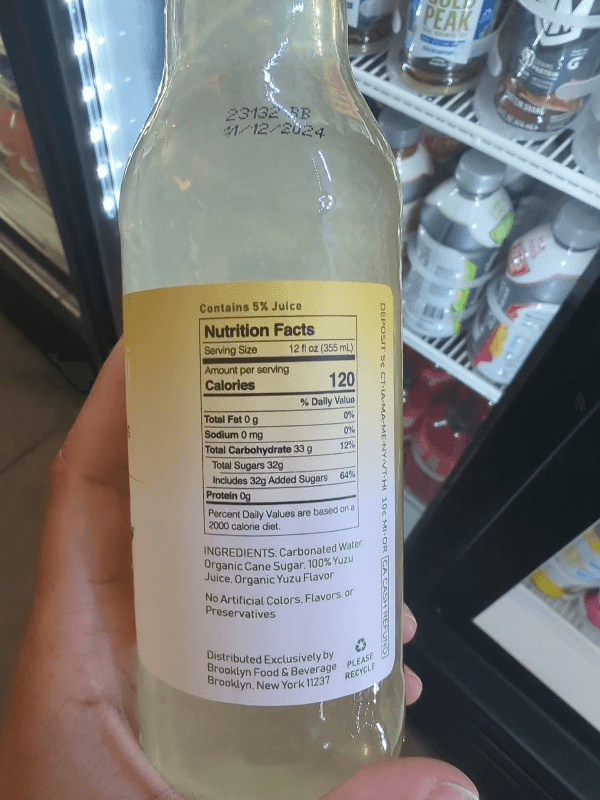 GOLD
PEAK
23132 BB
11/12/2024
Contains 5% Juice
Nutrition Facts
Serving Size 12 fl oz (355 mL)
Amount per serving
Calories 120
% Daily Value
Total Fat 0 g 0%
Sodium 0 mg 0%
Total Carbohydrate 33 g 12%
Total Sugars 32g
Includes 32g Added Sugars 64%
Protein 0g
Percent Daily Values are based on a
2000 calorie diet.
INGREDIENTS: Carbonated Water,
Organic Cane Sugar, 100% Yuzu
Juice, Organic Yuzu Flavor
No Artificial Colors, Flavors, or
Preservatives
Distributed Exclusively by
Brooklyn Food & Beverage
Brooklyn, New York 11237
PLEASE
RECYCLE
DEPOSIT 5¢ CT-IA-MA-ME-NY-VT-HI 10¢ MI-OR CA CASH REFUND